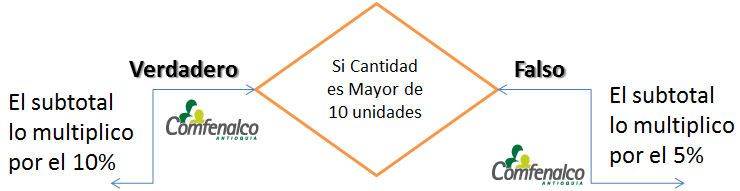 Verdadero
Si Cantidad
es Mayor de
10 unidades
Falso
El subtotal
lo multiplico
por el 10%
Comfenalco
ANTIOQUIA
El subtotal
lo multiplico
por el 5%
Comfenalco
ANTIOQUIA